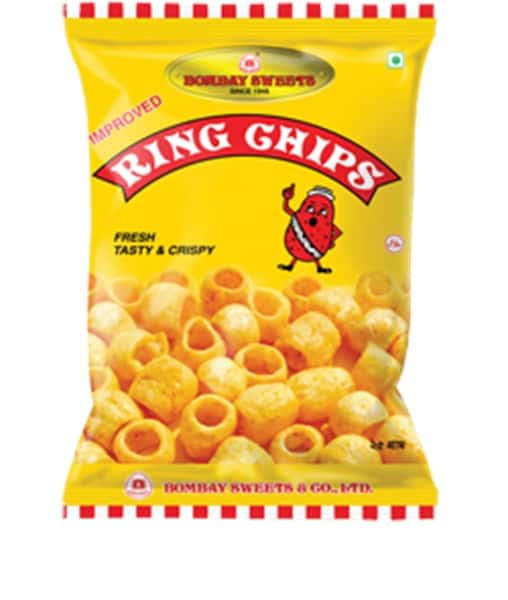 BOMBAY SWEETS
SINCE 1948
IMPROVED
RING CHIPS
FRESH
TASTY & CRISPY
BOMBAY SWEETS & CO., LTD.